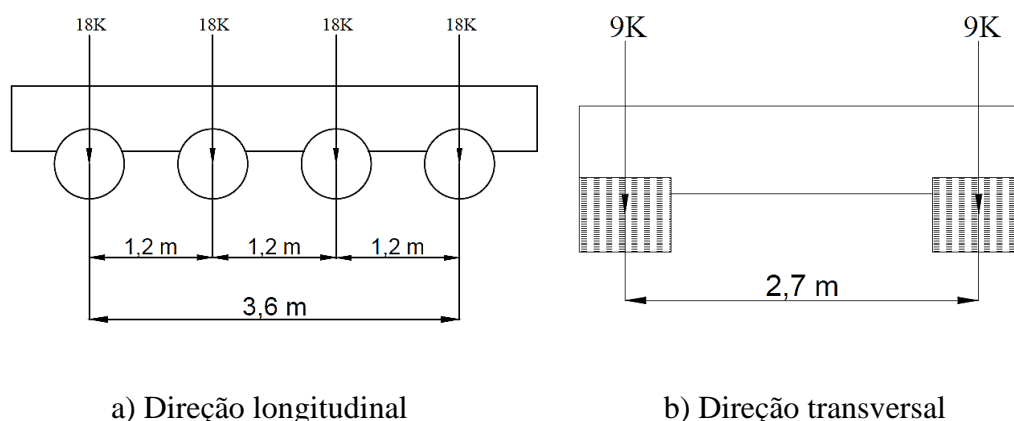 18K 18K 18K 18K
1,2 m 1,2 m 1,2 m
3,6 m
a) Direção longitudinal
9K 9K
2,7 m
b) Direção transversal